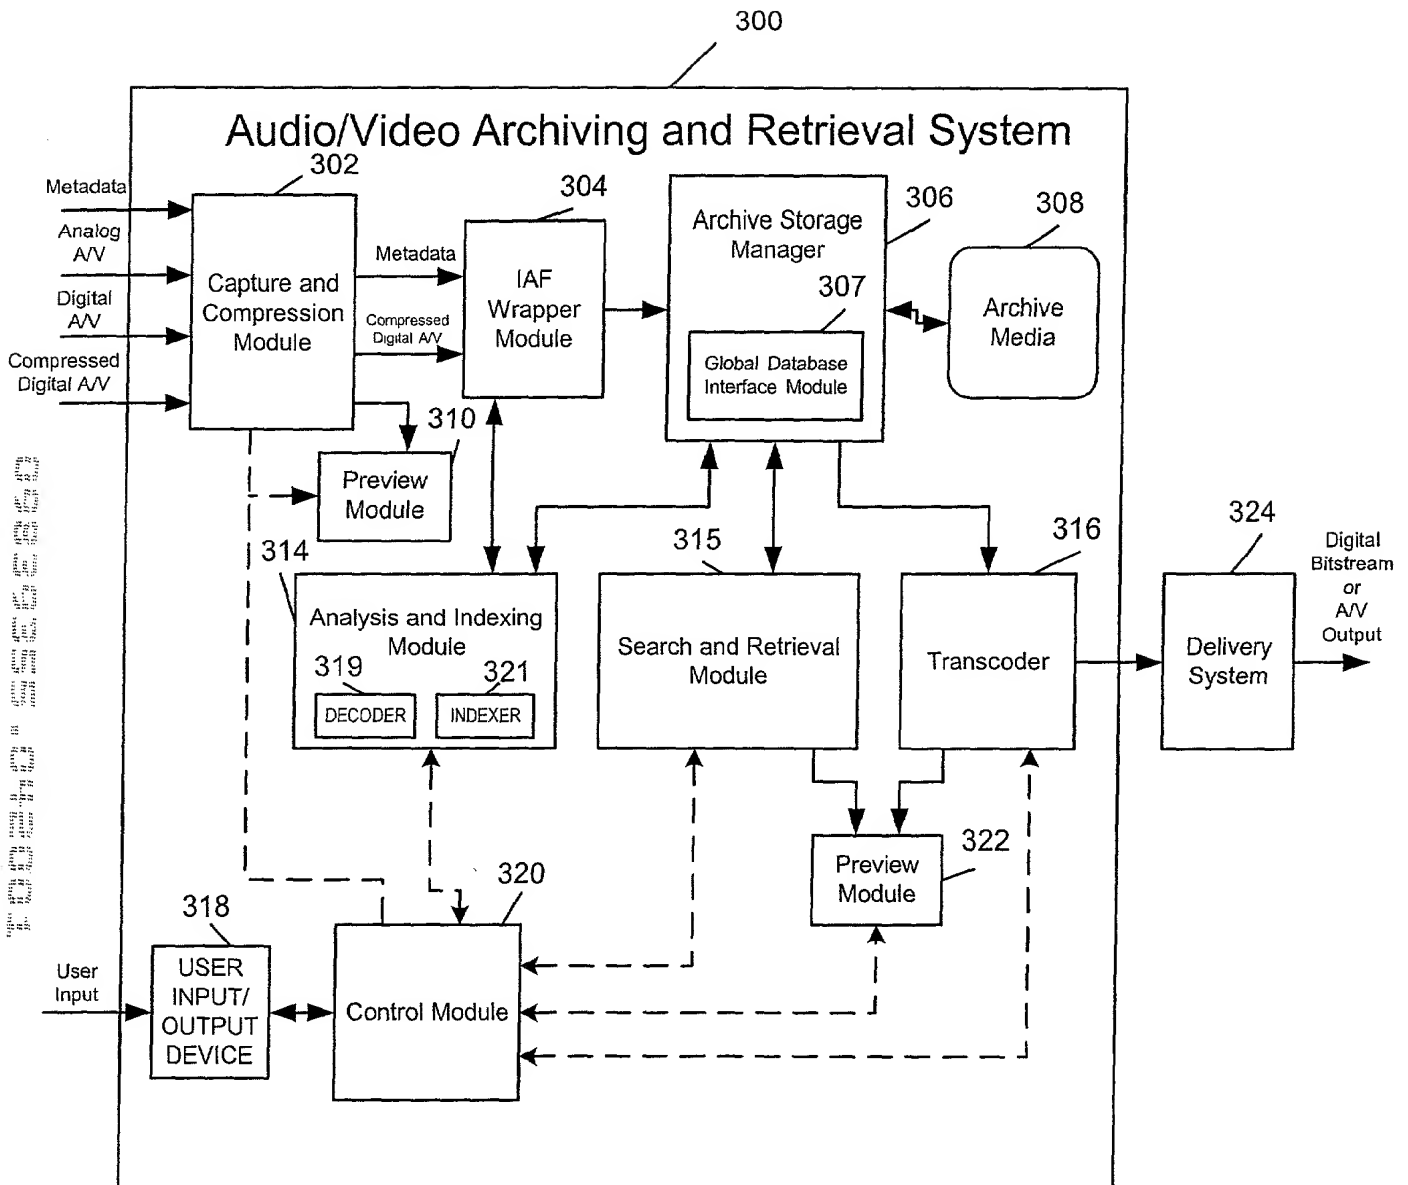 300
Audio/Video Archiving and Retrieval System
302
Metadata
Analog
A/V
Digital
A/V
Compressed
Digital A/V
Capture and
Compression
Module
Metadata
Compressed
Digital A/V
304
IAF
Wrapper
Module
306
Archive Storage
Manager
307
Global Database
Interface Module
308
Archive
Media
310
Preview
Module
314
Analysis and Indexing
Module
319
DECODER
321
INDEXER
315
Search and Retrieval
Module
316
Transcoder
324
Delivery
System
Digital
Bitstream
or
A/V
Output
322
Preview
Module
320
Control Module
318
USER
INPUT/
OUTPUT
DEVICE
User
Input